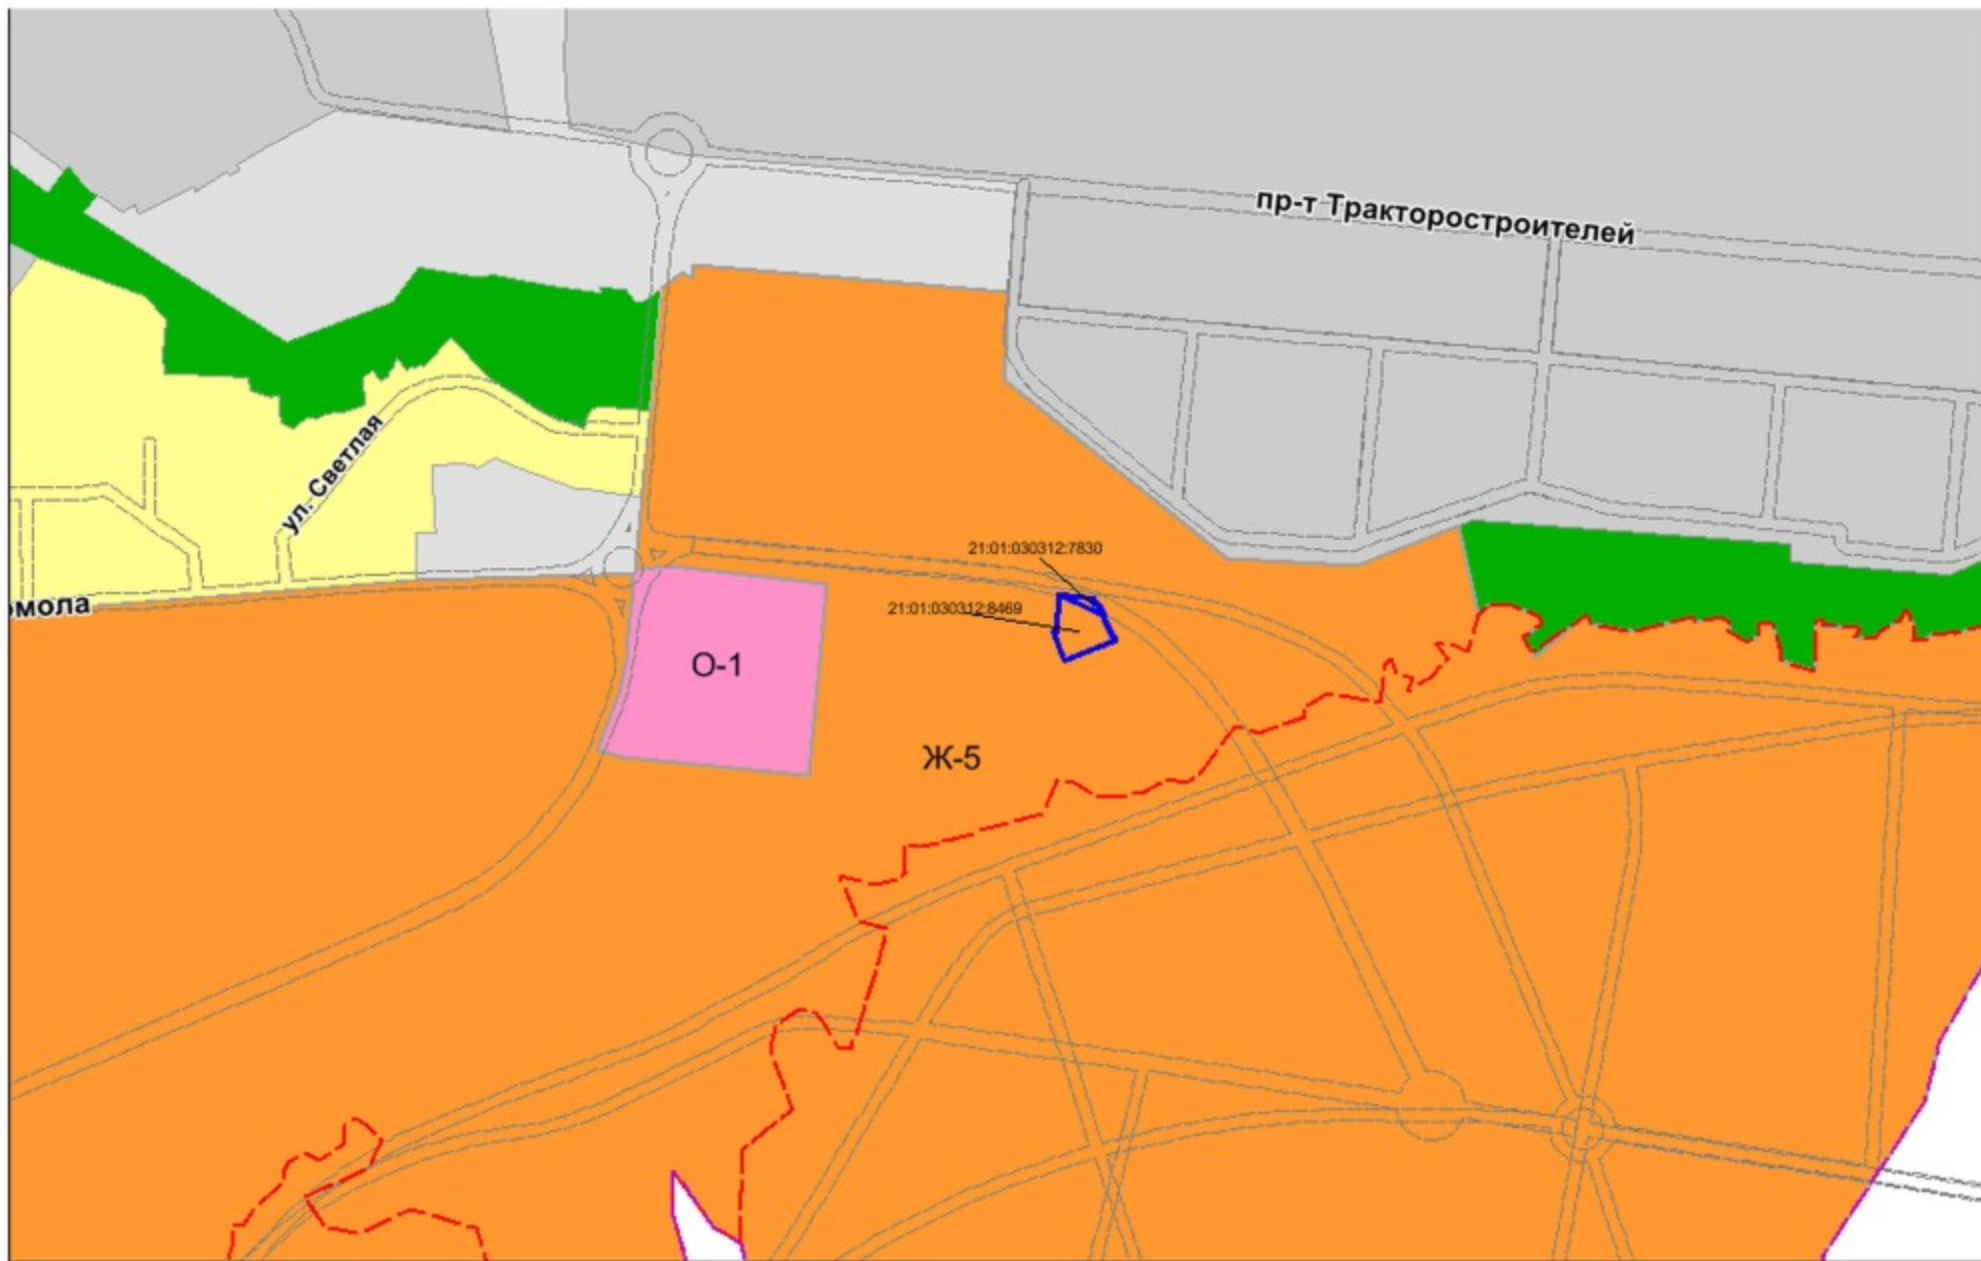 пр-т Тракторостроителей
ул. Светлая
21:01:030312:7830
21:01:030312:8469
омола
О-1
Ж-5